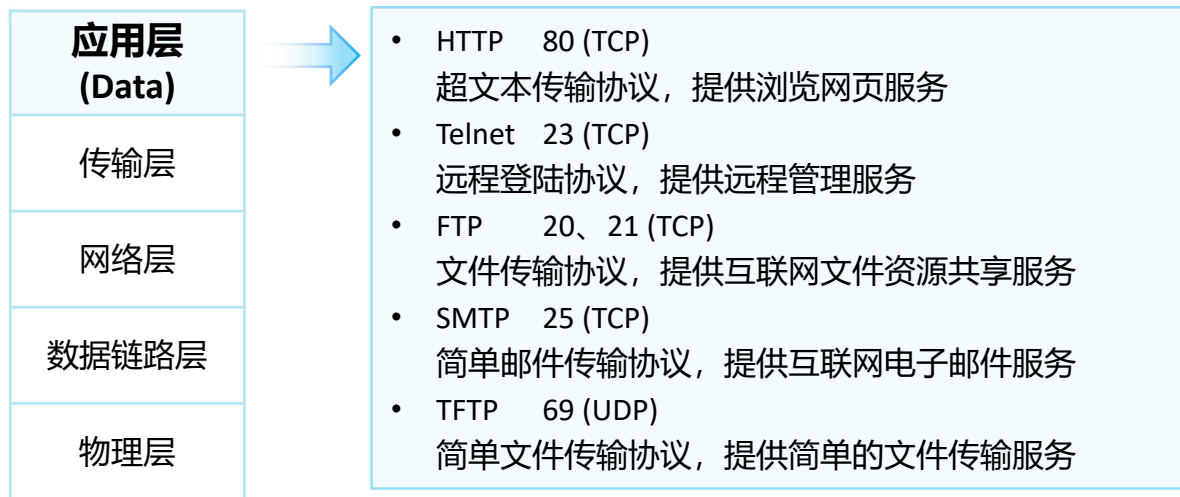 应用层
(Data)
传输层
网络层
数据链路层
物理层
• HTTP 80 (TCP)
超文本传输协议，提供浏览网页服务
• Telnet 23 (TCP)
远程登陆协议，提供远程管理服务
• FTP 20、21 (TCP)
文件传输协议，提供互联网文件资源共享服务
• SMTP 25 (TCP)
简单邮件传输协议，提供互联网电子邮件服务
• TFTP 69 (UDP)
简单文件传输协议，提供简单的文件传输服务